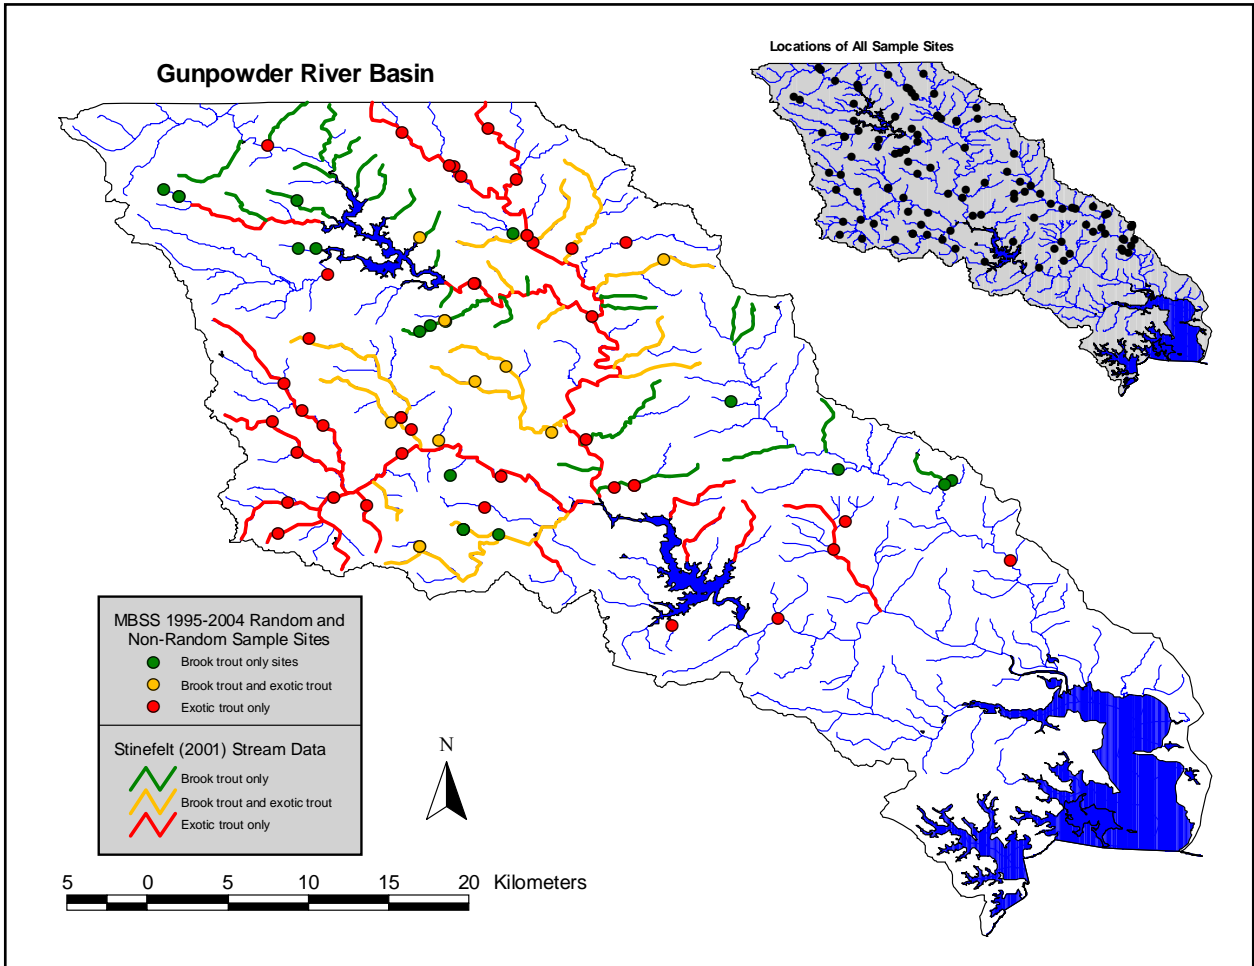 Locations of All Sample Sites
Gunpowder River Basin
MBSS 1995-2004 Random and
Non-Random Sample Sites
Brook trout only sites
Brook trout and exotic trout
Exotic trout only
Stinefelt (2001) Stream Data
Brook trout only
Brook trout and exotic trout
Exotic trout only
N
5 0 5 10 15 20 Kilometers